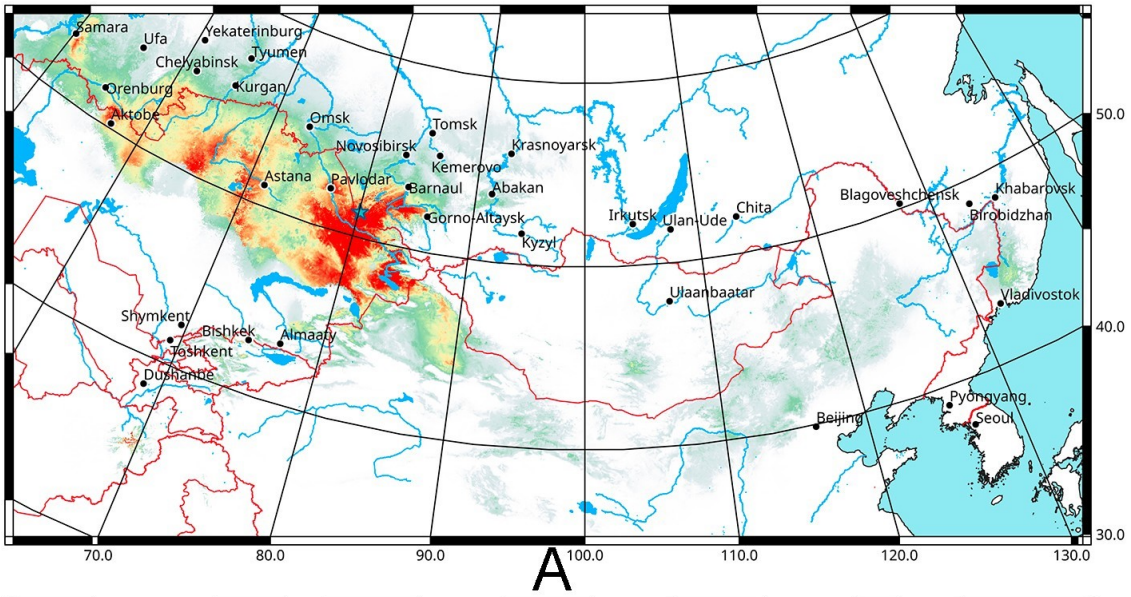 Samara
Ufa
Yekaterinburg
Tyumen
Chelyabinsk
Kurgan
Orenburg
Aktobe
Omsk
Tomsk
Novosibirsk
Kemerovo
Krasnoyarsk
Astana
Pavlodar
Barnaul
Abakan
Gorno-Altaysk
Kyzyl
Irkutsk
Ulan-Ude
Chita
Blagoveshchensk
Khabarovsk
Birobidzhan
Ulaanbaatar
Vladivostok
Shymkent
Bishkek
Almaaty
Toshkent
Dushanbe
Pyongyang
Beijing
Seoul
50.0
40.0
30.0
70.0 80.0 90.0 100.0 110.0 120.0 130.0
A